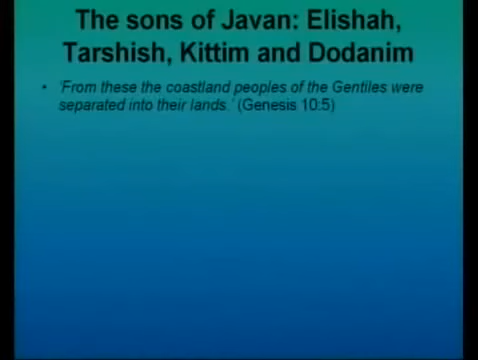 The sons of Javan: Elishah,
Tarshish, Kittim and Dodanim
• 'From these the coastland peoples of the Gentiles were
separated into their lands.' (Genesis 10:5)